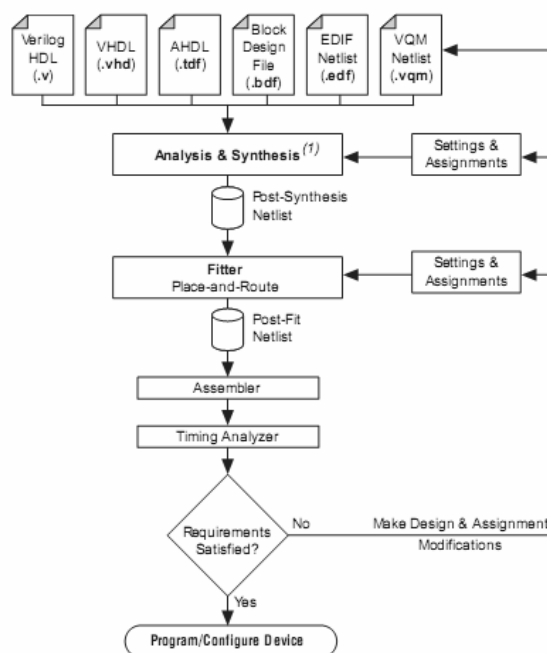 Verilog
HDL
(.v)
VHDL
(.vhd)
AHDL
(.tdf)
Block
Design
File
(.bdf)
EDIF
Netlist
(.edf)
VQM
Netlist
(.vqm)
Analysis & Synthesis (1)
Settings &
Assignments
Post-Synthesis
Netlist
Fitter
Place-and-Route
Settings &
Assignments
Post-Fit
Netlist
Assembler
Timing Analyzer
Requirements
Satisfied?
No
Make Design & Assignment
Modifications
Yes
Program/Configure Device